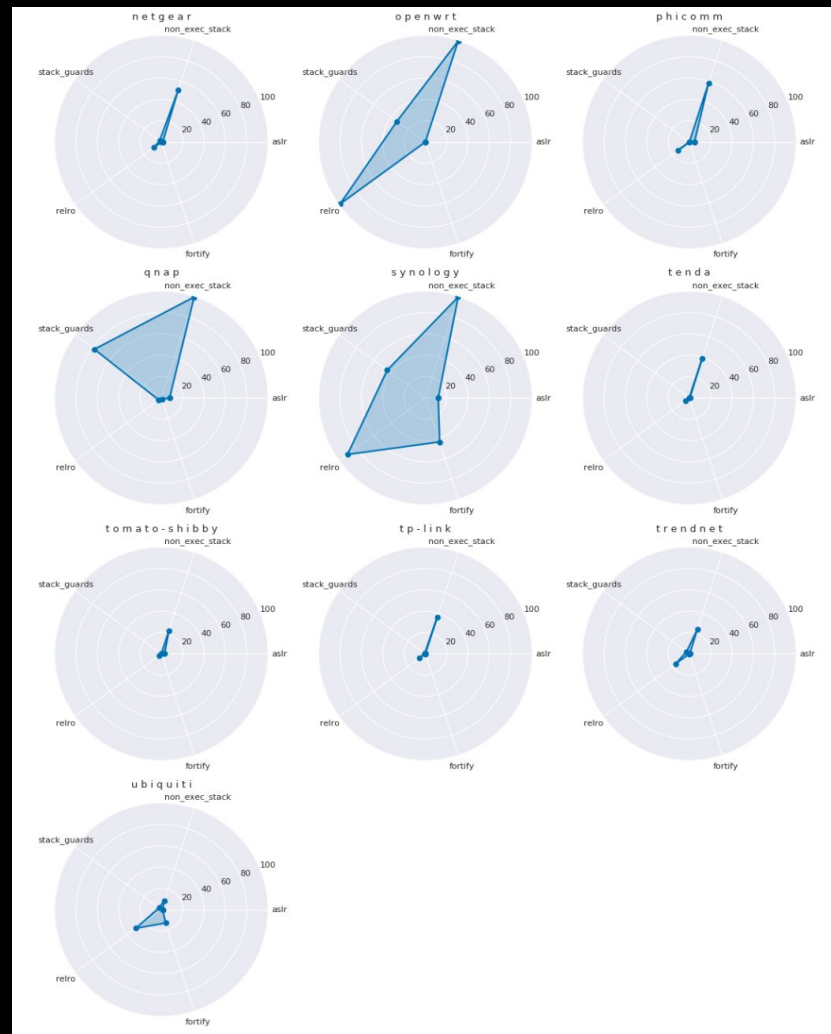 netgear
non_exec_stack
stack_guards
100
80
60
40
20
aslr
relro
fortify
openwrt
non_exec_stack
stack_guards
100
80
60
40
20
aslr
relro
fortify
phicomm
non_exec_stack
stack_guards
100
80
60
40
20
aslr
relro
fortify
qnap
non_exec_stack
stack_guards
100
80
60
40
20
aslr
relro
fortify
synology
non_exec_stack
stack_guards
100
80
60
40
20
aslr
relro
fortify
tenda
non_exec_stack
stack_guards
100
80
60
40
20
aslr
relro
fortify
tomato-shibby
non_exec_stack
stack_guards
100
80
60
40
20
aslr
relro
fortify
tp-link
non_exec_stack
stack_guards
100
80
60
40
20
aslr
relro
fortify
trendnet
non_exec_stack
stack_guards
100
80
60
40
20
aslr
relro
fortify
ubiquiti
non_exec_stack
stack_guards
100
80
60
40
20
aslr
relro
fortify